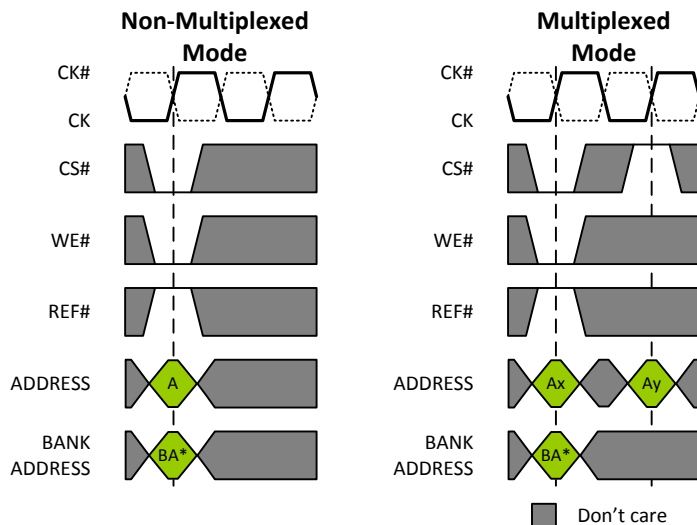 Non-Multiplexed
Mode
CK#
CK
CS#
WE#
REF#
ADDRESS
A
BANK
ADDRESS
BA*
Multiplexed
Mode
CK#
CK
CS#
WE#
REF#
ADDRESS
Ax
Ay
BANK
ADDRESS
BA*
Don't care